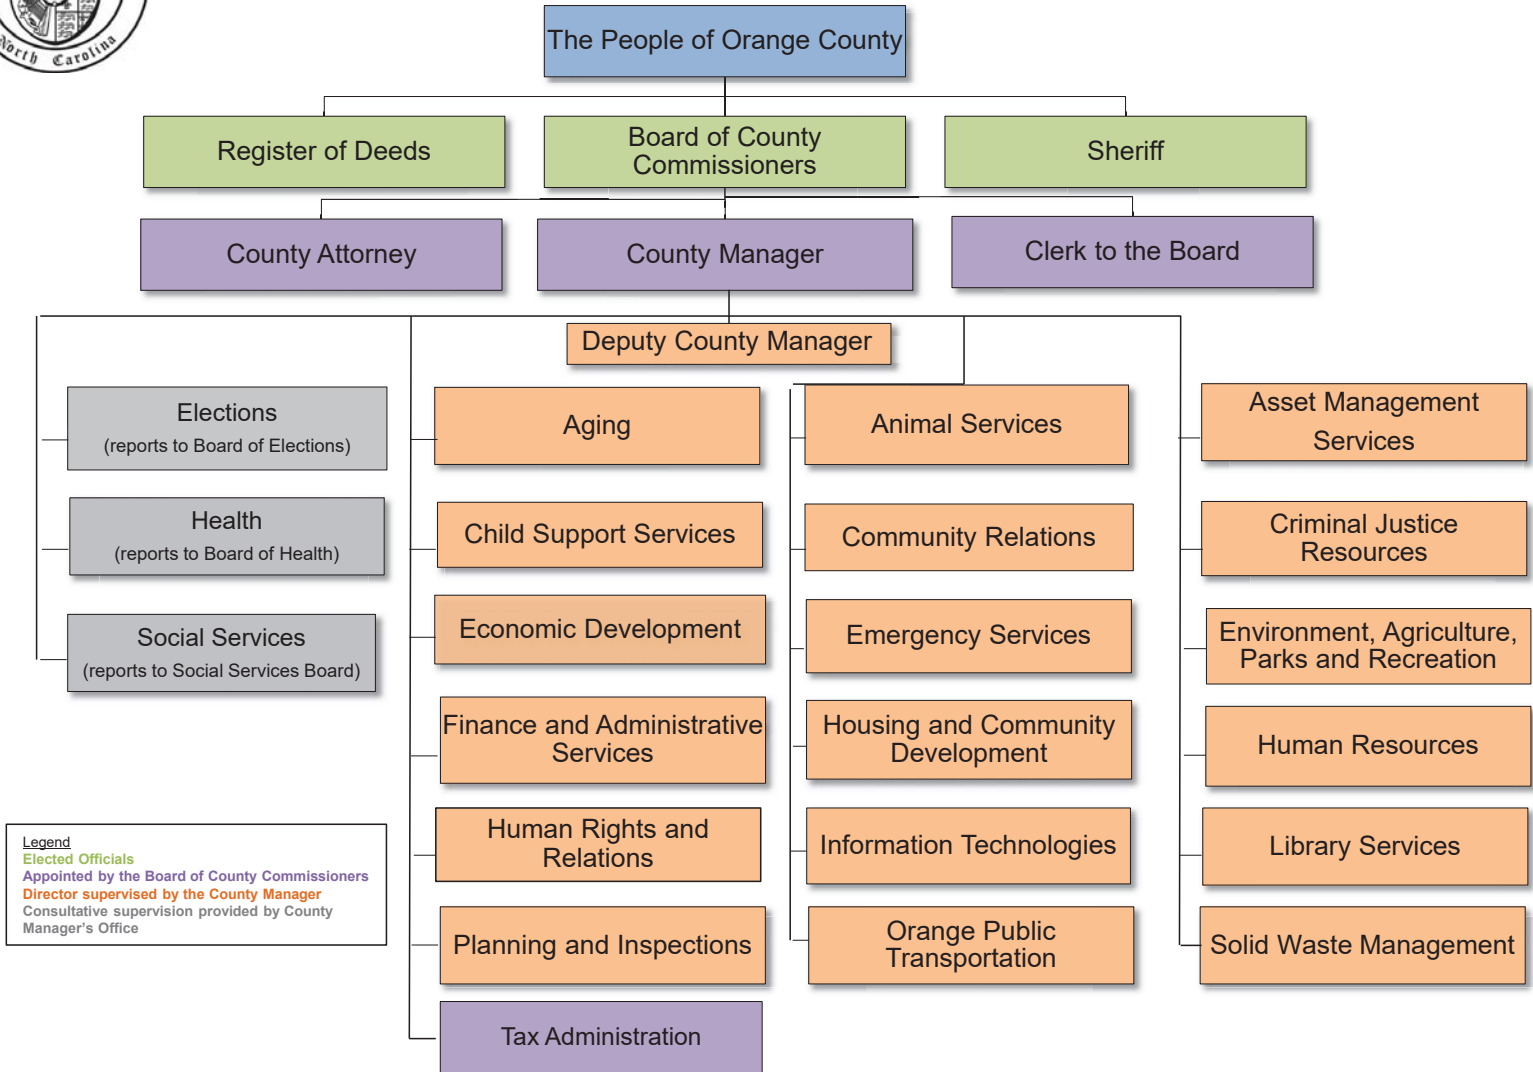 North Carolina
The People of Orange County
Register of Deeds
Board of County
Commissioners
Sheriff
County Attorney
County Manager
Clerk to the Board
Deputy County Manager
Elections
(reports to Board of Elections)
Health
(reports to Board of Health)
Social Services
(reports to Social Services Board)
Aging
Child Support Services
Economic Development
Finance and Administrative
Services
Human Rights and
Relations
Planning and Inspections
Tax Administration
Animal Services
Community Relations
Emergency Services
Housing and Community
Development
Information Technologies
Orange Public
Transportation
Asset Management
Services
Criminal Justice
Resources
Environment, Agriculture,
Parks and Recreation
Human Resources
Library Services
Solid Waste Management
Legend
Elected Officials
Appointed by the Board of County Commissioners
Director supervised by the County Manager
Consultative supervision provided by County
Manager's Office